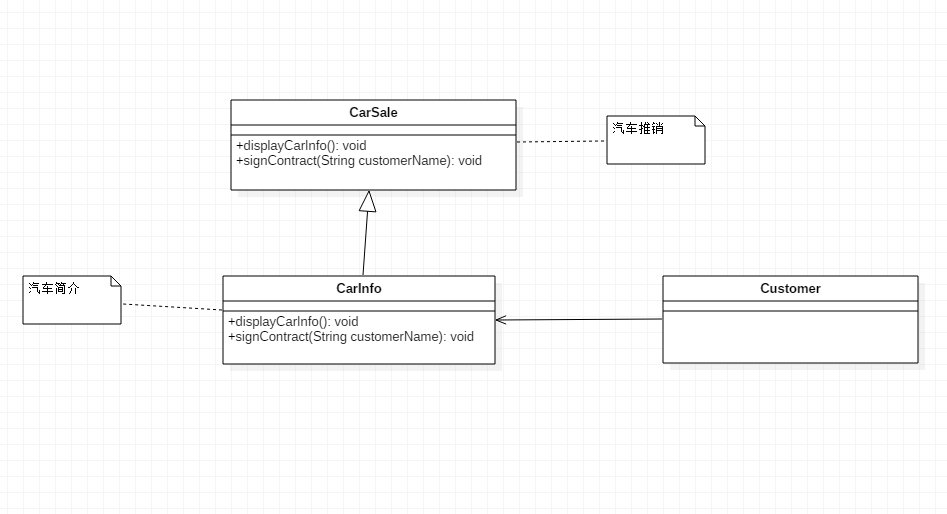 CarSale
+displayCarInfo(): void
+signContract(String customerName): void
汽车推销
汽车简介
CarInfo
+displayCarInfo(): void
+signContract(String customerName): void
Customer